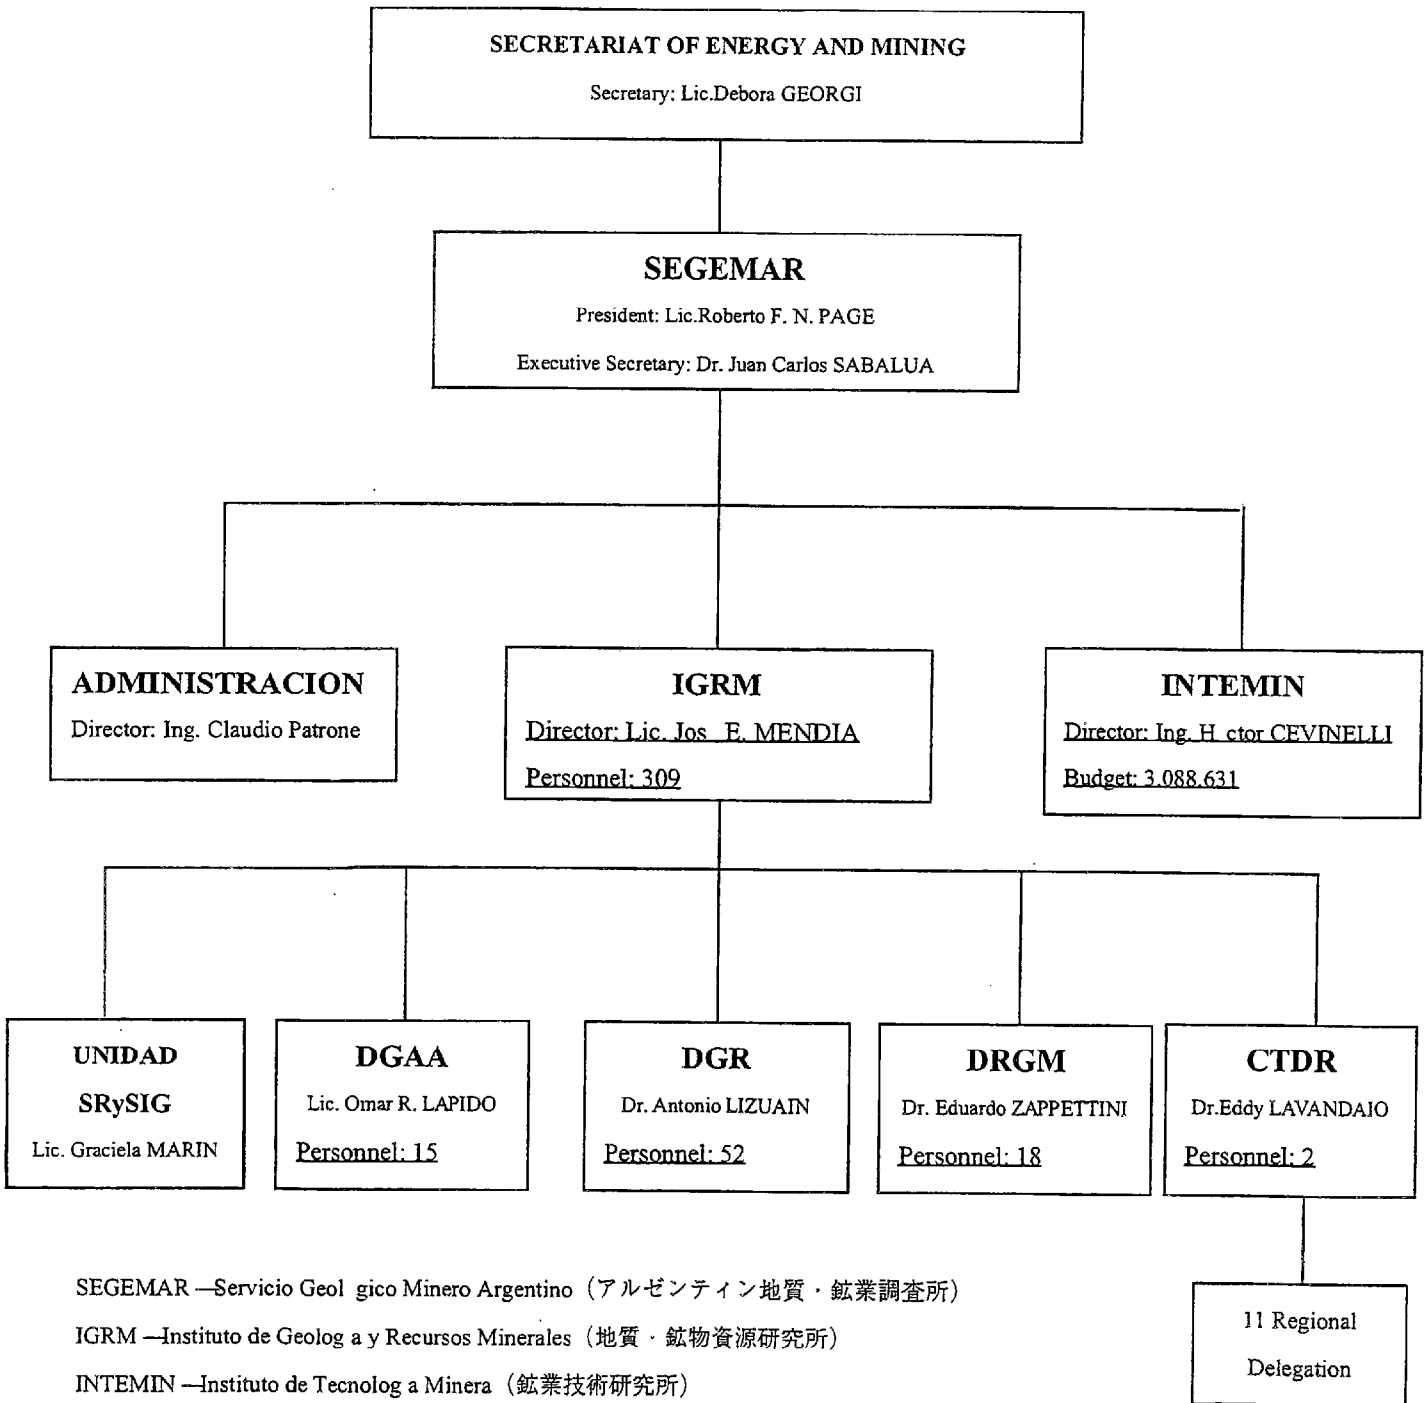 SECRETARIAT OF ENERGY AND MINING
Secretary: Lic.Debora GEORGI
SEGEMAR
President: Lic.Roberto F. N. PAGE
Executive Secretary: Dr. Juan Carlos SABALUA
ADMINISTRACION
Director: Ing. Claudio Patrone
IGRM
Director: Lic. Jos E. MENDIA
Personnel: 309
INTEMIN
Director: Ing. H ctor CEVINELLI
Budget: 3.088.631
UNIDAD
SRySIG
Lic. Graciela MARIN
DGAA
Lic. Omar R. LAPIDO
Personnel: 15
DGR
Dr. Antonio LIZUAIN
Personnel: 52
DRGM
Dr. Eduardo ZAPPETTINI
Personnel: 18
CTDR
Dr.Eddy LAVANDAIO
Personnel: 2
11 Regional
Delegation
SEGEMAR —Servicio Geol gico Minero Argentino（アルゼンティン地質・鉱業調査所）
IGRM —Instituto de Geolog a y Recursos Minerales（地質・鉱物資源研究所）
INTEMIN —Instituto de Tecnolog a Minera（鉱業技術研究所）